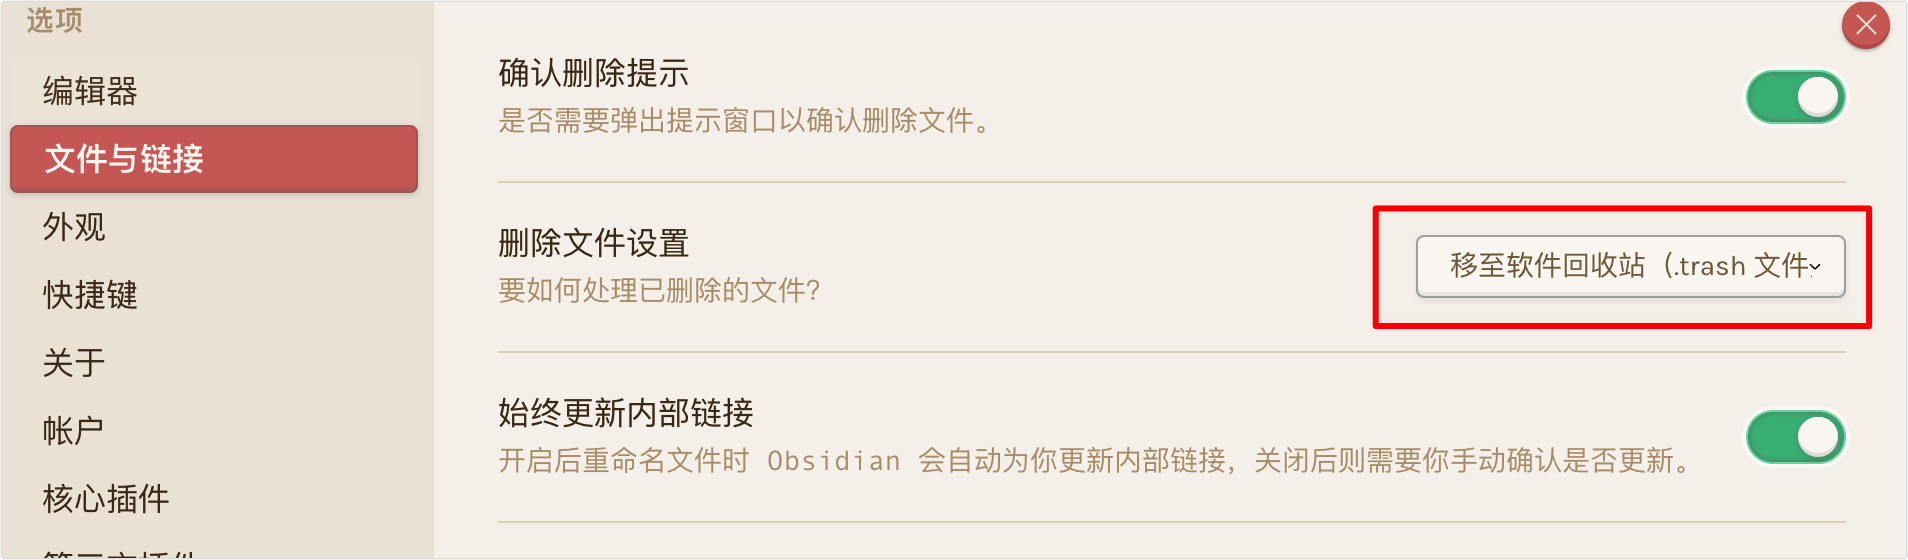 选项
编辑器
文件与链接
外观
快捷键
关于
帐户
核心插件
确认删除提示
是否需要弹出提示窗口以确认删除文件。
删除文件设置
要如何处理已删除的文件？
移至软件回收站（.trash 文件
始终更新内部链接
开启后重命名文件时 Obsidian 会自动为你更新内部链接，关闭后则需要你手动确认是否更新。